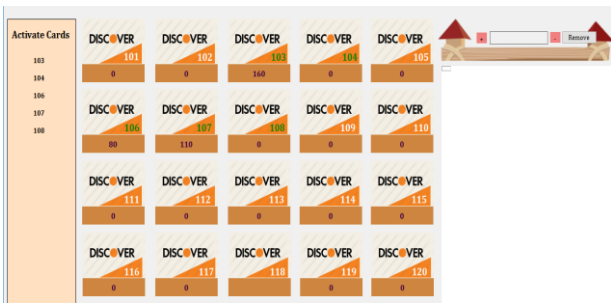 Activate Cards
103
104
106
107
108
DISCOVER DISCOVER DISCOVER DISCOVER DISCOVER
101 102 103 104 105
0 0 160 0 0
DISCOVER DISCOVER DISCOVER DISCOVER DISCOVER
106 107 108 109 110
80 110 0 0 0
DISCOVER DISCOVER DISCOVER DISCOVER DISCOVER
111 112 113 114 115
0 0 0 0 0
DISCOVER DISCOVER DISCOVER DISCOVER DISCOVER
116 117 118 119 120
0 0 0 0
+ - Remove